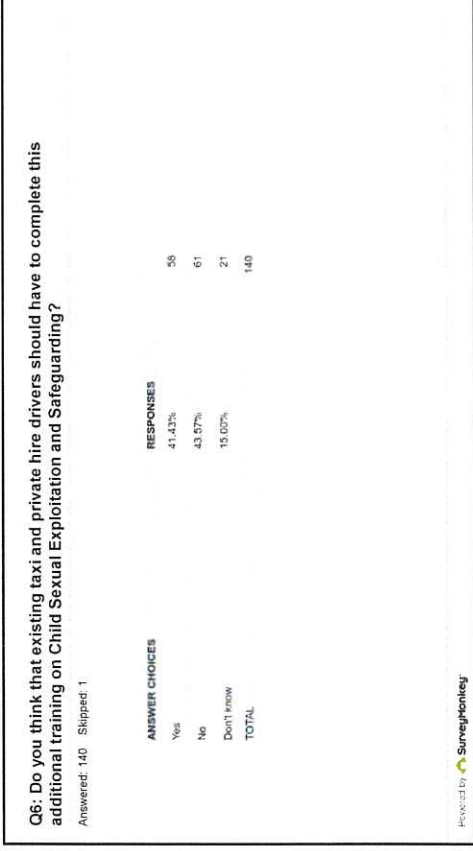 Q6: Do you think that existing taxi and private hire drivers should have to complete this
additional training on Child Sexual Exploitation and Safeguarding?
Answered: 140 Skipped: 1
ANSWER CHOICES RESPONSES
Yes 41.43% 58
No 43.57% 61
Don't know 15.00% 21
TOTAL 140
Powered by SurveyMonkey